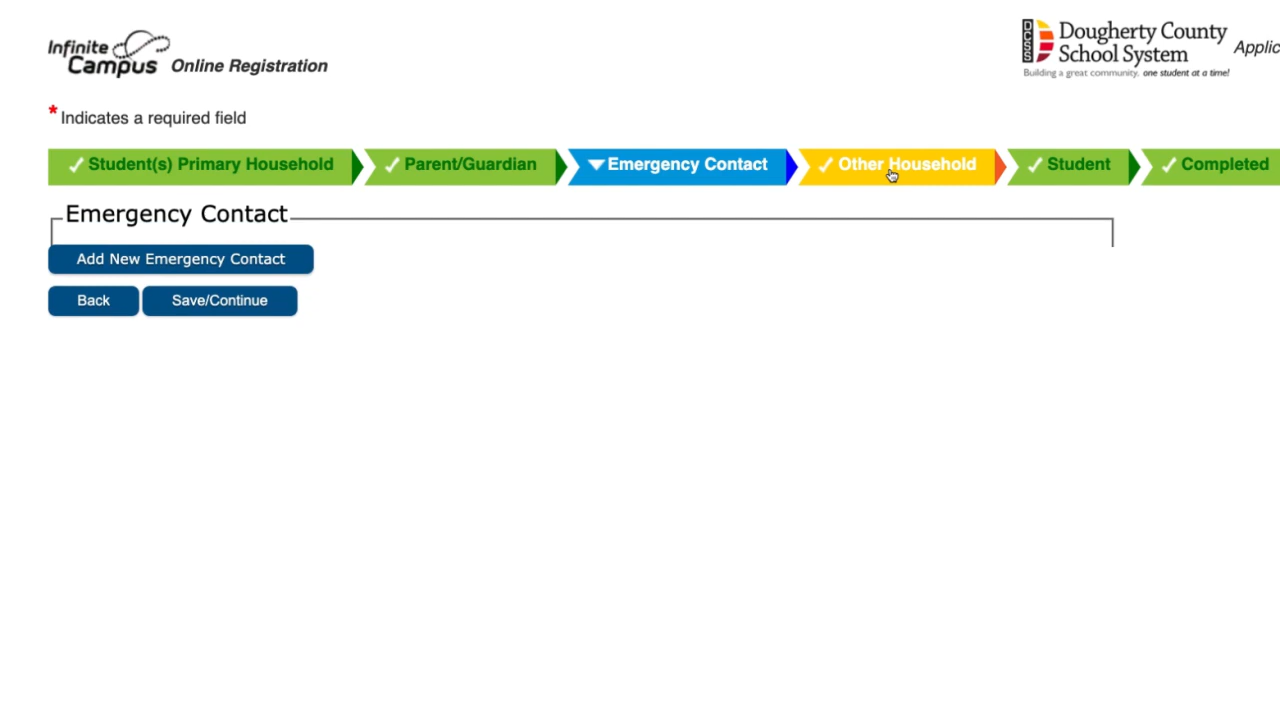 Infinite
Campus Online Registration
DCSS
Dougherty County
School System
Building a great community, one student at a time!
Applic
* Indicates a required field
Student(s) Primary Household
Parent/Guardian
Emergency Contact
Other Household
Student
Completed
Emergency Contact
Add New Emergency Contact
Back
Save/Continue